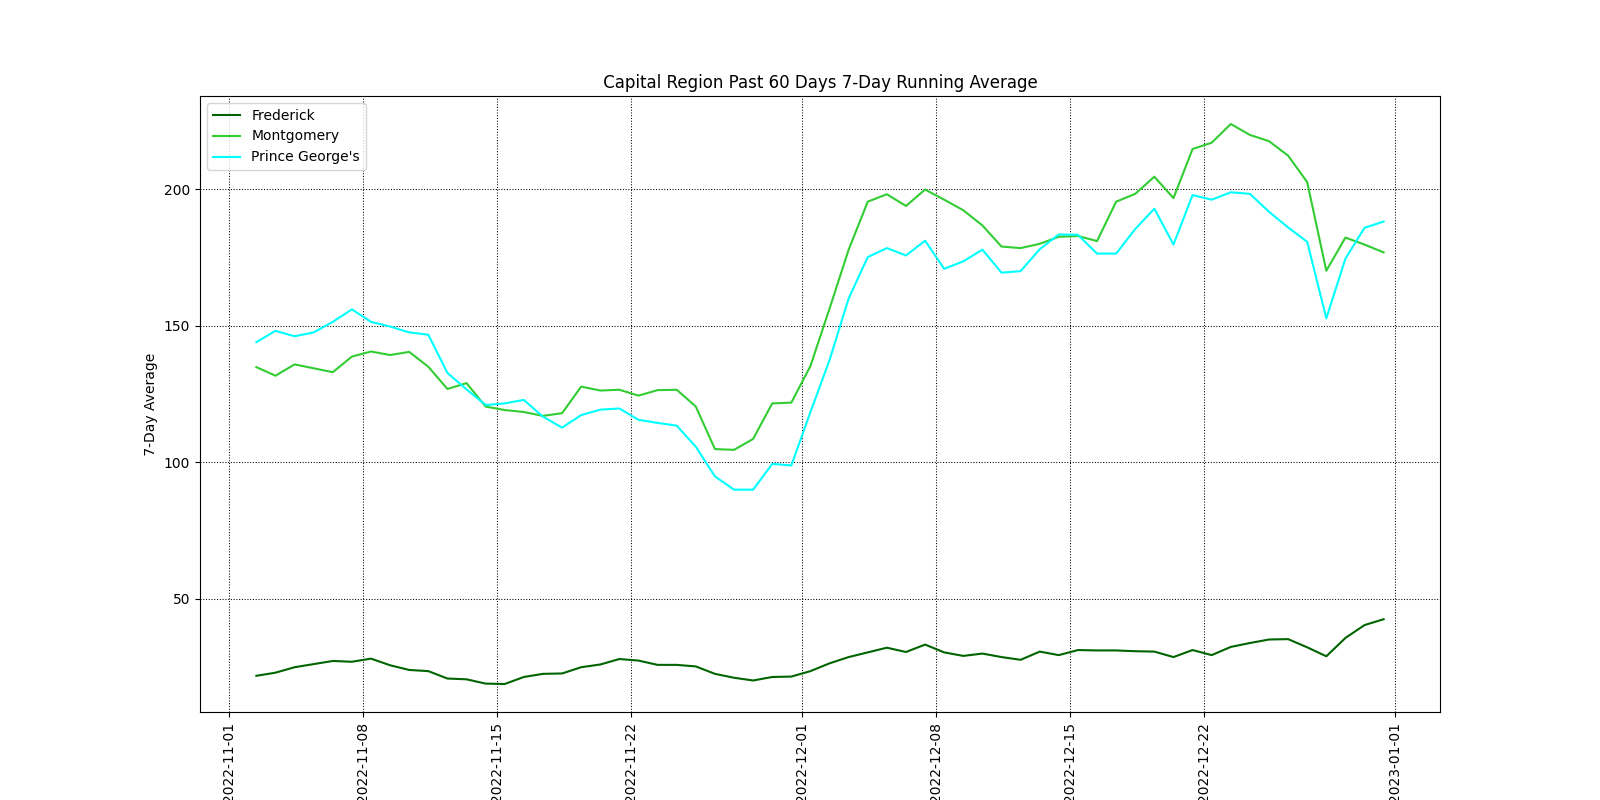 Capital Region Past 60 Days 7-Day Running Average
Frederick
Montgomery
Prince George's
7-Day Average
200
150
100
50
2022-11-01
2022-11-08
2022-11-15
2022-11-22
2022-12-01
2022-12-08
2022-12-15
2022-12-22
2023-01-01